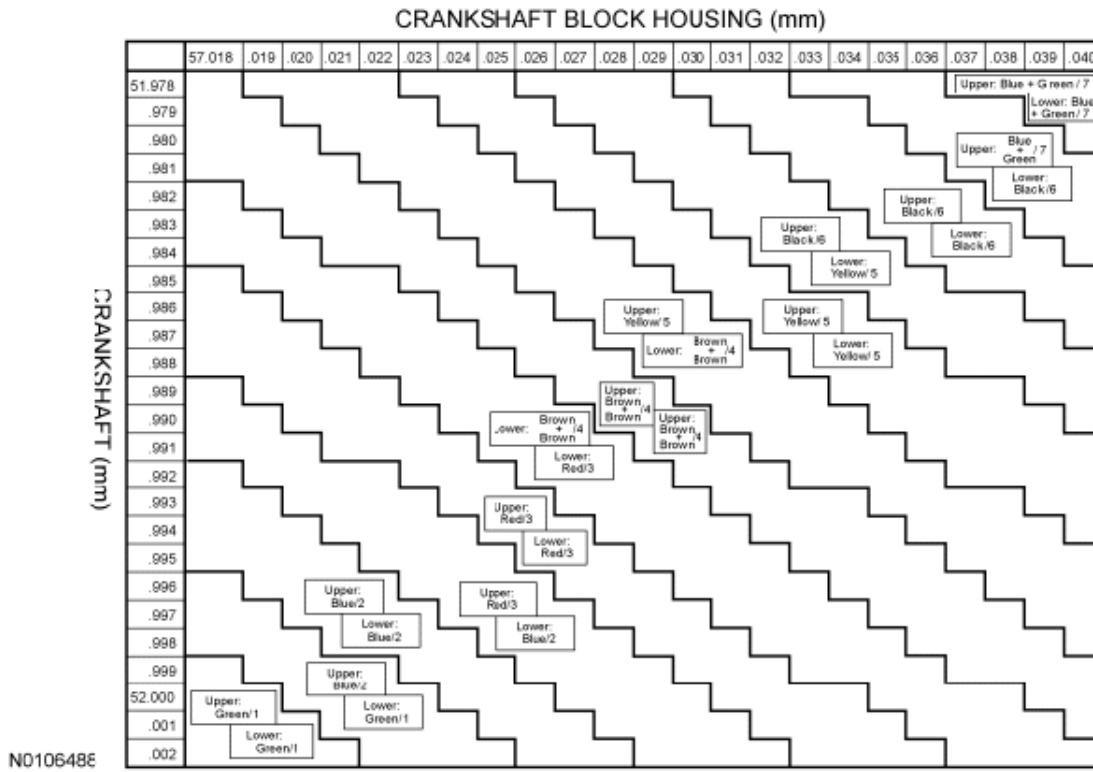 CRANKSHAFT BLOCK HOUSING (mm)
57.018 .019 .020 .021 .022 .023 .024 .025 .026 .027 .028 .029 .030 .031 .032 .033 .034 .035 .036 .037 .038 .039 .040
CRANKSHAFT (mm)
51.978
Upper: Blue + Green / 7
.979
Lower: Blue
+ Green / 7
.980
Upper: Blue + Green / 7
.981
Lower:
Black/6
.982
Upper:
Black/6
.983
Upper:
Black/6
Lower:
Black/6
.984
Lower:
Yellow/5
.985
.986
Upper:
Yellow/5
Upper:
Yellow/5
.987
Lower: Brown + Brown /4
Lower:
Yellow/5
.988
.989
Upper:
Brown + Brown /4
.990
Lower: Brown + Brown /4
Upper:
Brown + Brown /4
.991
Lower:
Red/3
.992
.993
Upper:
Red/3
.994
Lower:
Red/3
.995
.996
Upper:
Blue/2
Upper:
Red/3
.997
Lower:
Blue/2
Lower:
Blue/2
.998
.999
Upper:
Blue/2
52.000
Upper:
Green/1
Lower:
Green/1
.001
Lower:
Green/1
.002
N0106488